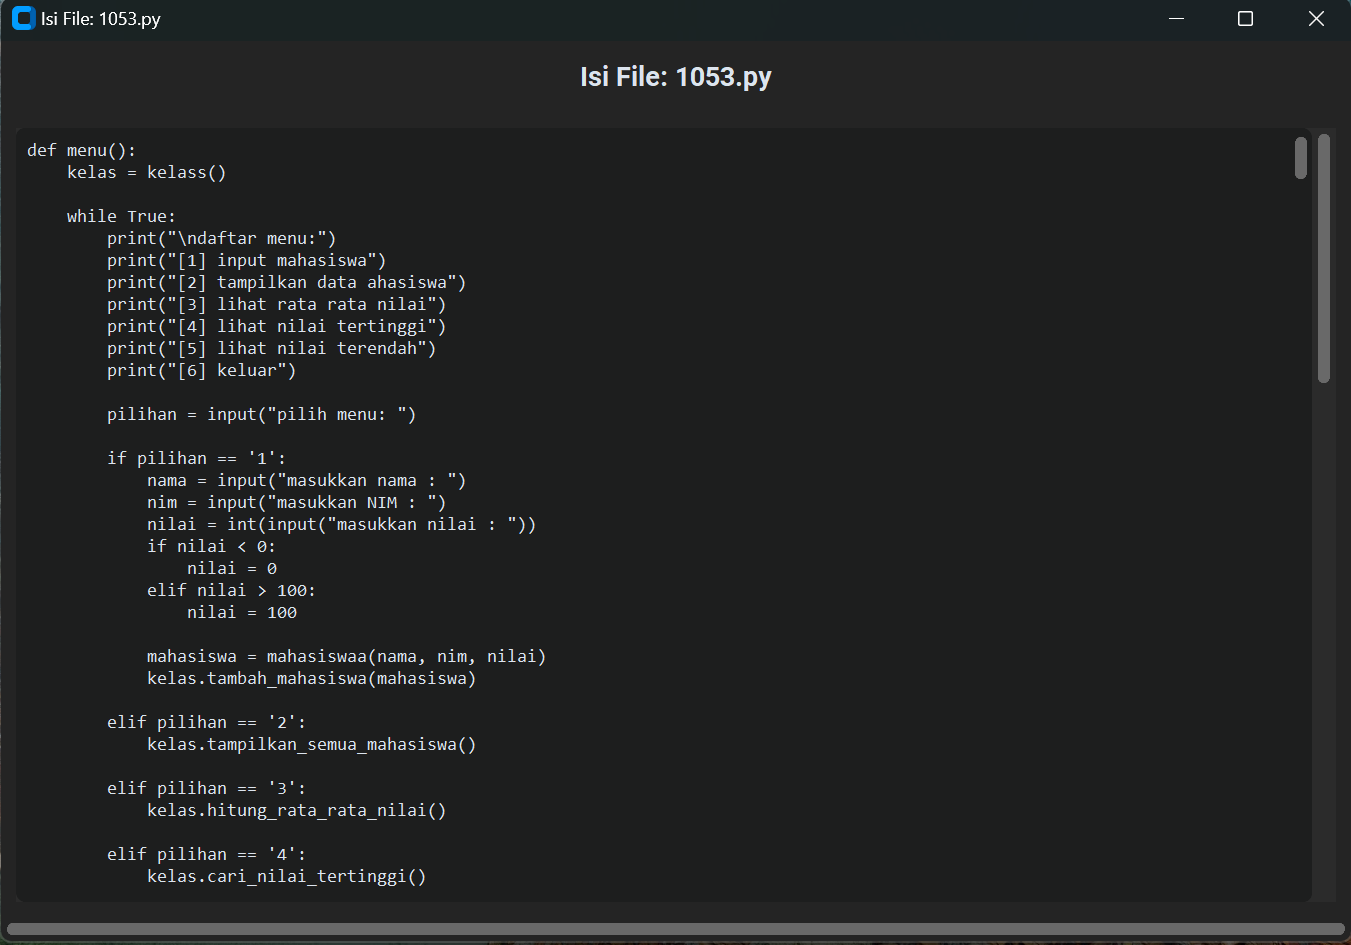 Isi File: 1053.py
Isi File: 1053.py
def menu():
    kelas = kelass()

    while True:
        print("\ndaftar menu:")
        print("[1] input mahasiswa")
        print("[2] tampilkan data ahasiswa")
        print("[3] lihat rata rata nilai")
        print("[4] lihat nilai tertinggi")
        print("[5] lihat nilai terendah")
        print("[6] keluar")

        pilihan = input("pilih menu: ")

        if pilihan == '1':
            nama = input("masukkan nama : ")
            nim = input("masukkan NIM : ")
            nilai = int(input("masukkan nilai : "))
            if nilai < 0:
                nilai = 0
            elif nilai > 100:
                nilai = 100

            mahasiswa = mahasiswaa(nama, nim, nilai)
            kelas.tambah_mahasiswa(mahasiswa)

        elif pilihan == '2':
            kelas.tampilkan_semua_mahasiswa()

        elif pilihan == '3':
            kelas.hitung_rata_rata_nilai()

        elif pilihan == '4':
            kelas.cari_nilai_tertinggi()